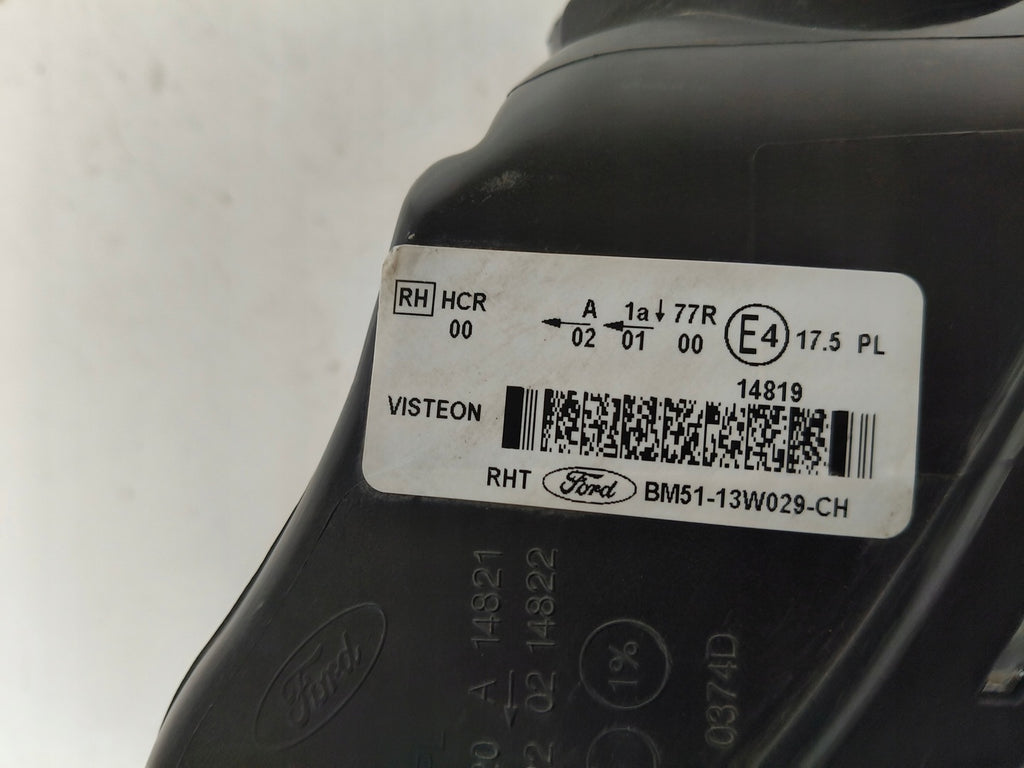 RH HCR A 1a 77R E4 17.5 PL
00 02 01 00
14819
VISTEON
RHT Ford BM51-13W029-CH
Ford
A 14821
02 14822
1%
0374D